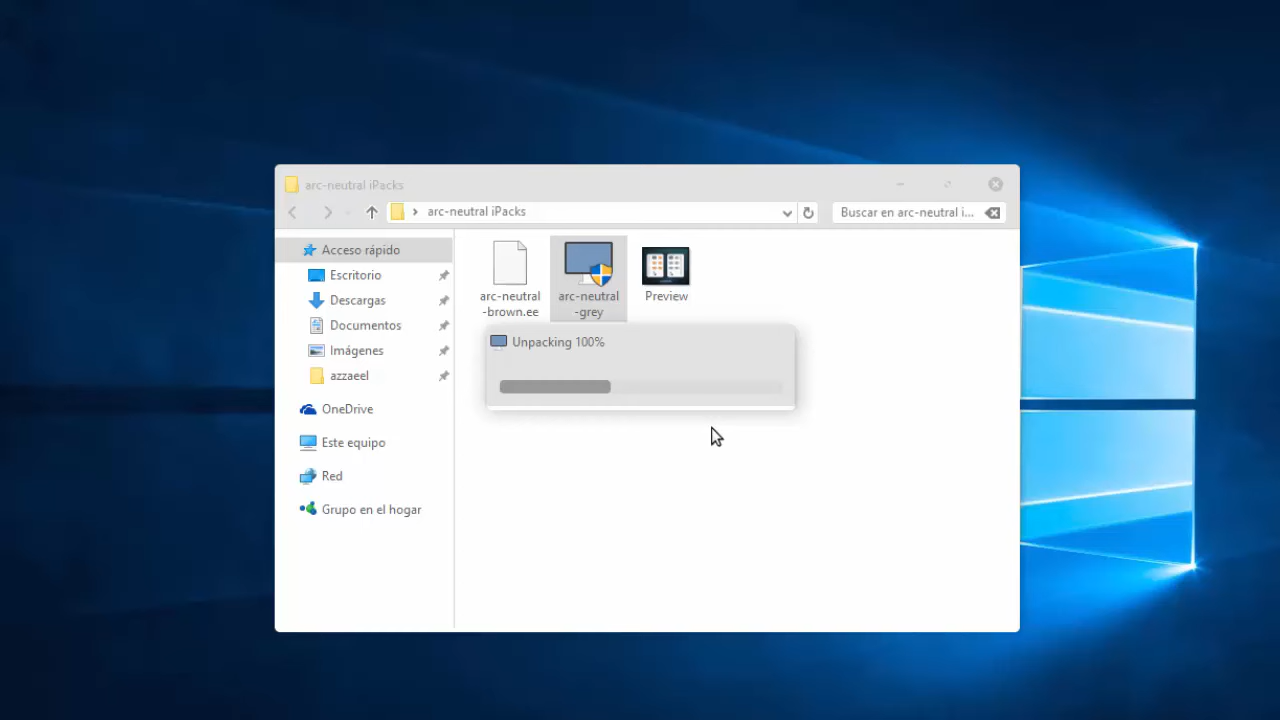 arc-neutral iPacks
arc-neutral iPacks
Buscar en arc-neutral i...
Acceso rápido
Escritorio
Descargas
Documentos
Imágenes
azzaeel
OneDrive
Este equipo
Red
Grupo en el hogar
arc-neutral
-brown.ee
arc-neutral
-grey
Preview
Unpacking 100%